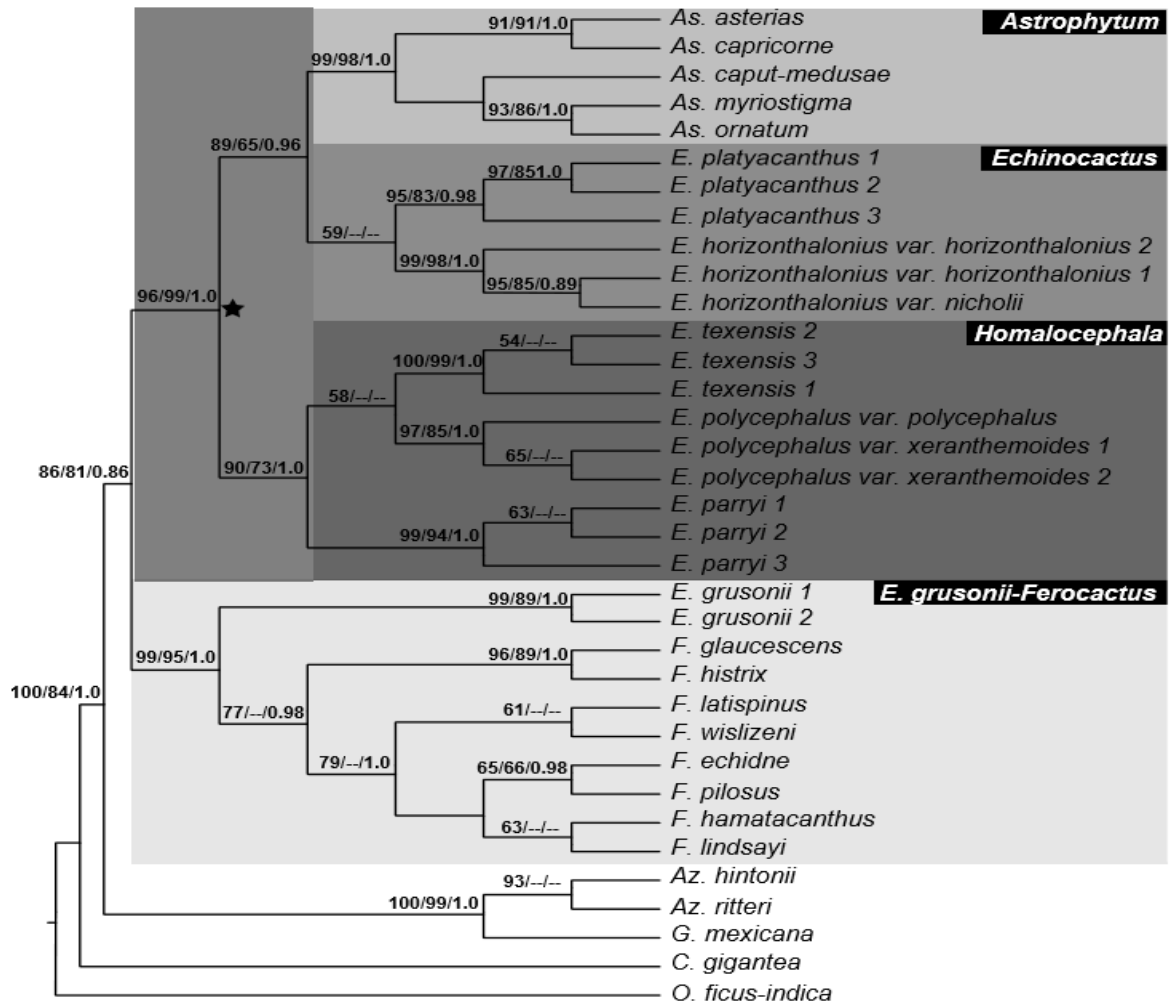 91/91/1.0
As. asterias
Astrophytum
As. capricorne
99/98/1.0
As. caput-medusae
93/86/1.0
As. myriostigma
As. ornatum
89/65/0.96
Echinocactus
97/851.0
E. platyacanthus 1
E. platyacanthus 2
95/83/0.98
E. platyacanthus 3
59/--/--
E. horizonthalonius var. horizonthalonius 2
99/98/1.0
E. horizonthalonius var. horizonthalonius 1
95/85/0.89
E. horizonthalonius var. nicholii
96/99/1.0
Homalocephala
54/--/--
E. texensis 2
E. texensis 3
100/99/1.0
E. texensis 1
58/--/--
E. polycephalus var. polycephalus
97/85/1.0
E. polycephalus var. xeranthemoides 1
65/--/--
E. polycephalus var. xeranthemoides 2
86/81/0.86
90/73/1.0
E. parryi 1
63/--/--
E. parryi 2
99/94/1.0
E. parryi 3
E. grusonii-Ferocactus
99/89/1.0
E. grusonii 1
E. grusonii 2
99/95/1.0
96/89/1.0
F. glaucescens
F. histrix
100/84/1.0
77/--/0.98
61/--/--
F. latispinus
F. wislizeni
79/--/1.0
65/66/0.98
F. echidne
F. pilosus
63/--/--
F. hamatacanthus
F. lindsayi
93/--/--
Az. hintonii
Az. ritteri
100/99/1.0
G. mexicana
C. gigantea
O. ficus-indica